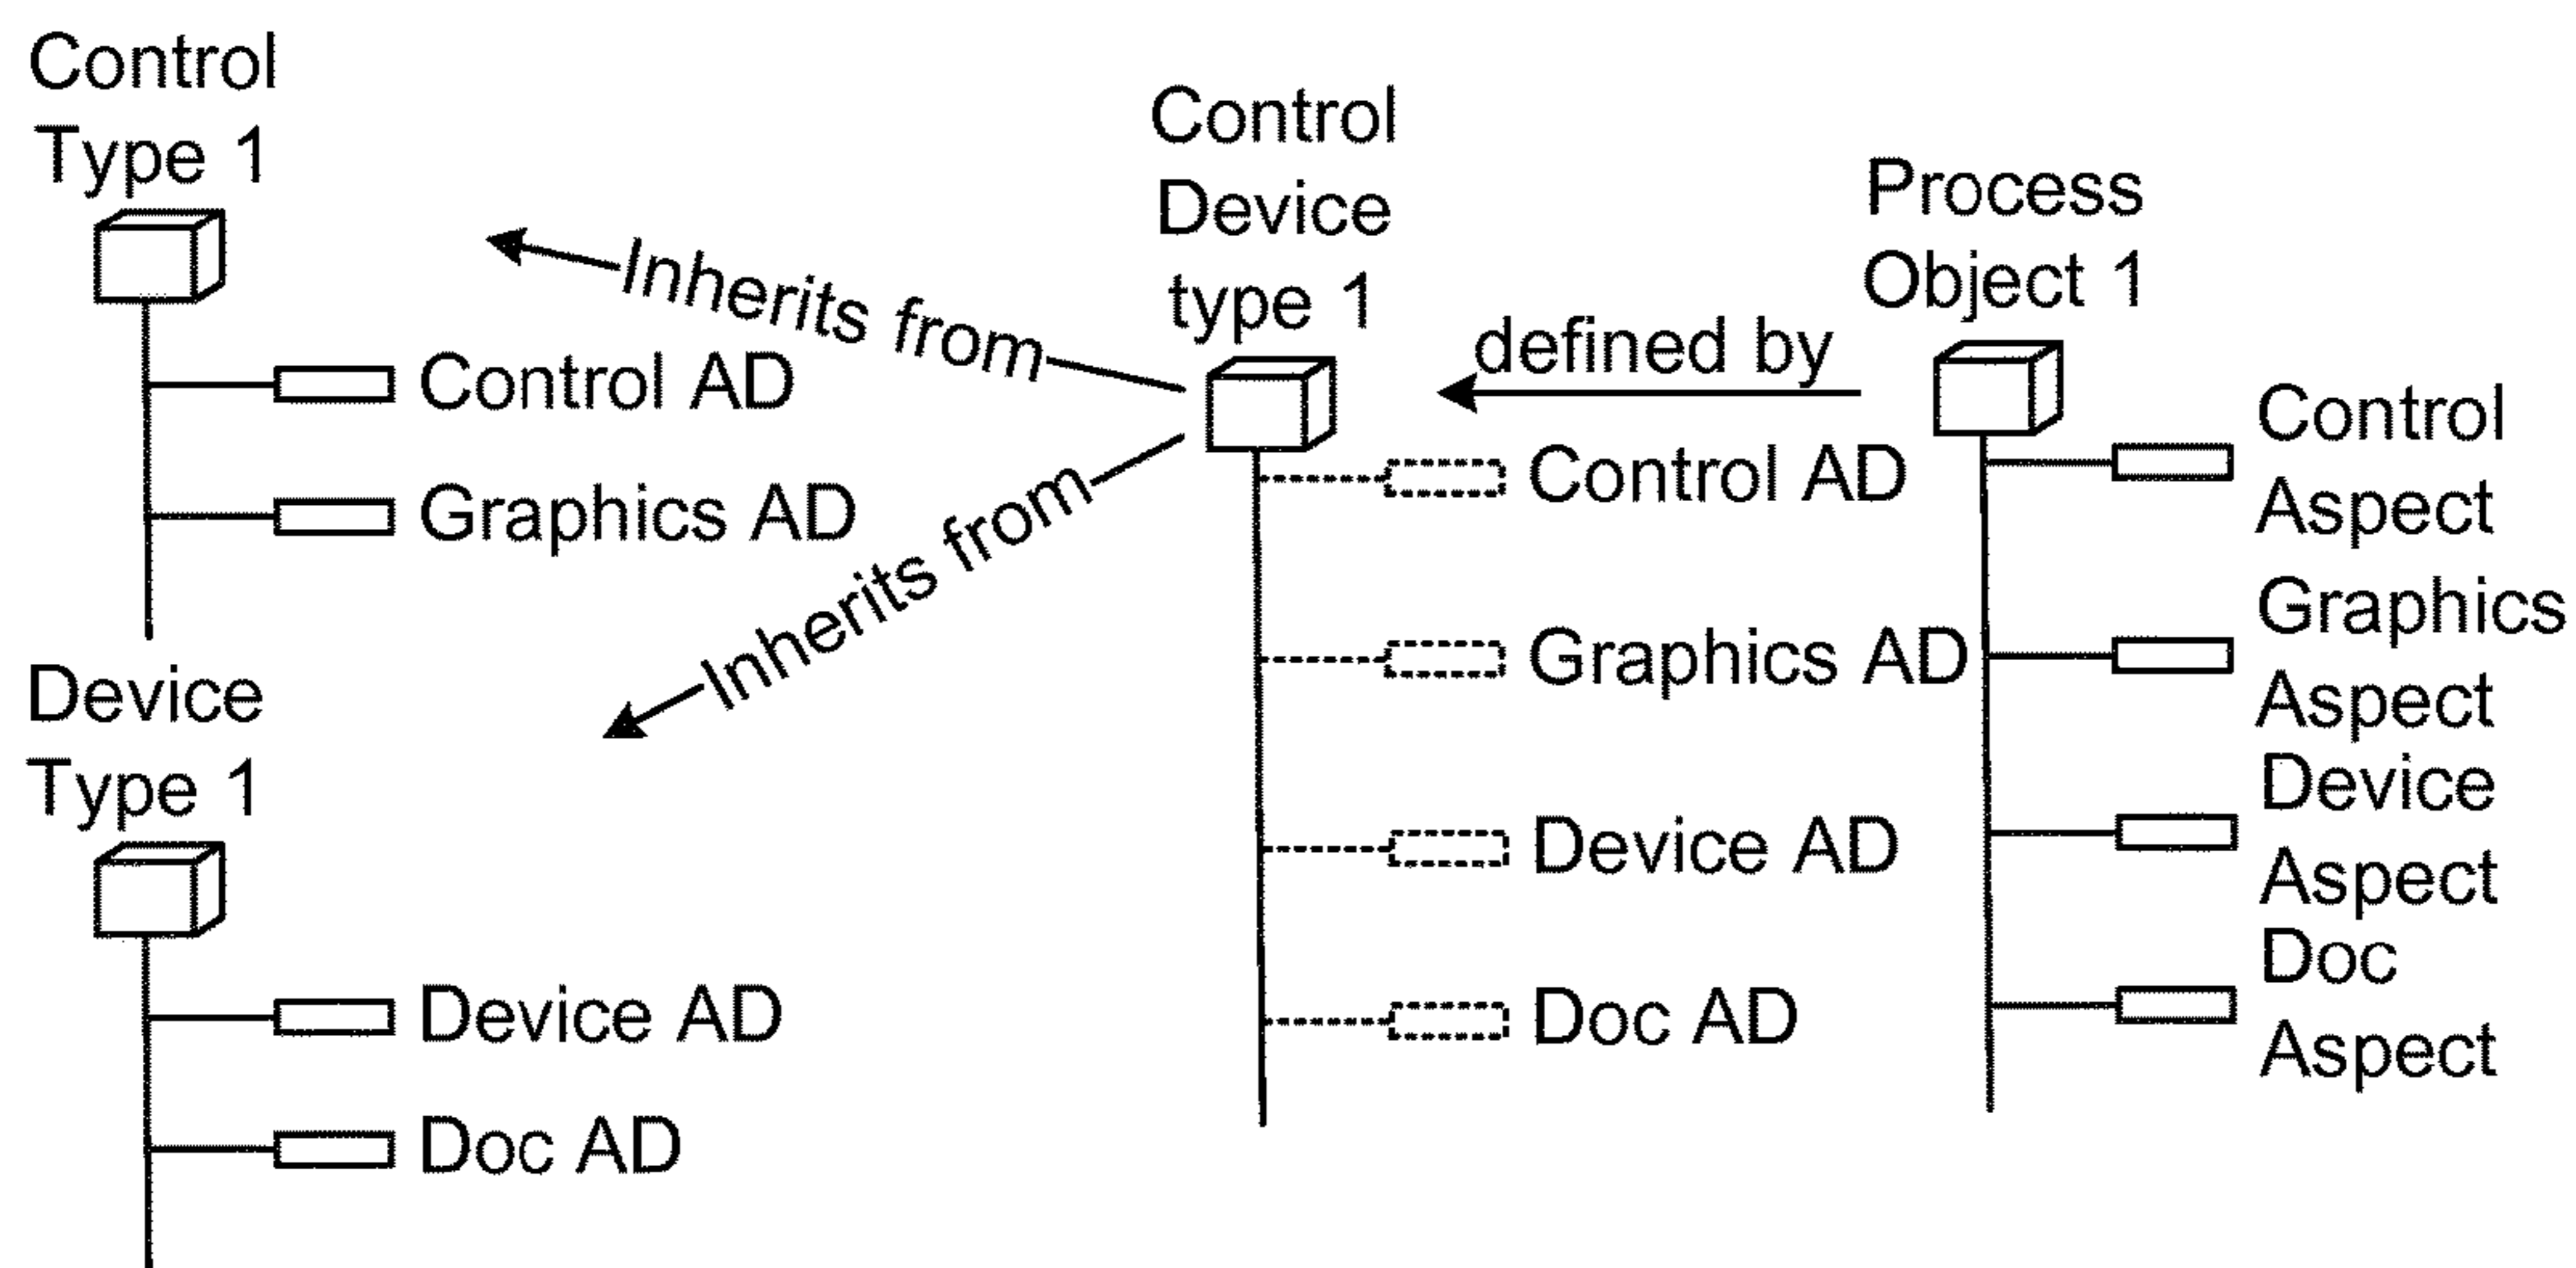 Control
Type 1
Control AD
Graphics AD
Device
Type 1
Device AD
Doc AD
Inherits from
Inherits from
Control
Device
type 1
Control AD
Graphics AD
Device AD
Doc AD
defined by
Process
Object 1
Control
Aspect
Graphics
Aspect
Device
Aspect
Doc
Aspect